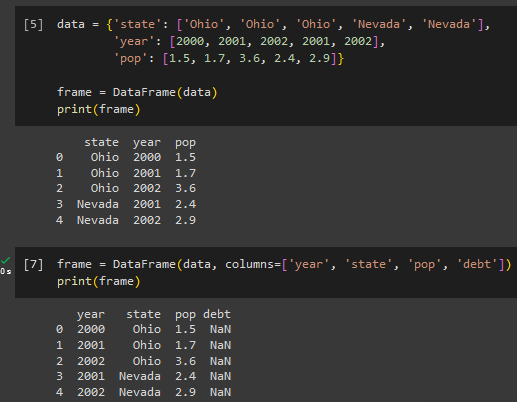 [5] data = {'state': ['Ohio', 'Ohio', 'Ohio', 'Nevada', 'Nevada'],
'year': [2000, 2001, 2002, 2001, 2002],
'pop': [1.5, 1.7, 3.6, 2.4, 2.9]}
frame = DataFrame(data)
print(frame)
state year pop
0 Ohio 2000 1.5
1 Ohio 2001 1.7
2 Ohio 2002 3.6
3 Nevada 2001 2.4
4 Nevada 2002 2.9
0s [7] frame = DataFrame(data, columns=['year', 'state', 'pop', 'debt'])
print(frame)
year state pop debt
0 2000 Ohio 1.5 NaN
1 2001 Ohio 1.7 NaN
2 2002 Ohio 3.6 NaN
3 2001 Nevada 2.4 NaN
4 2002 Nevada 2.9 NaN